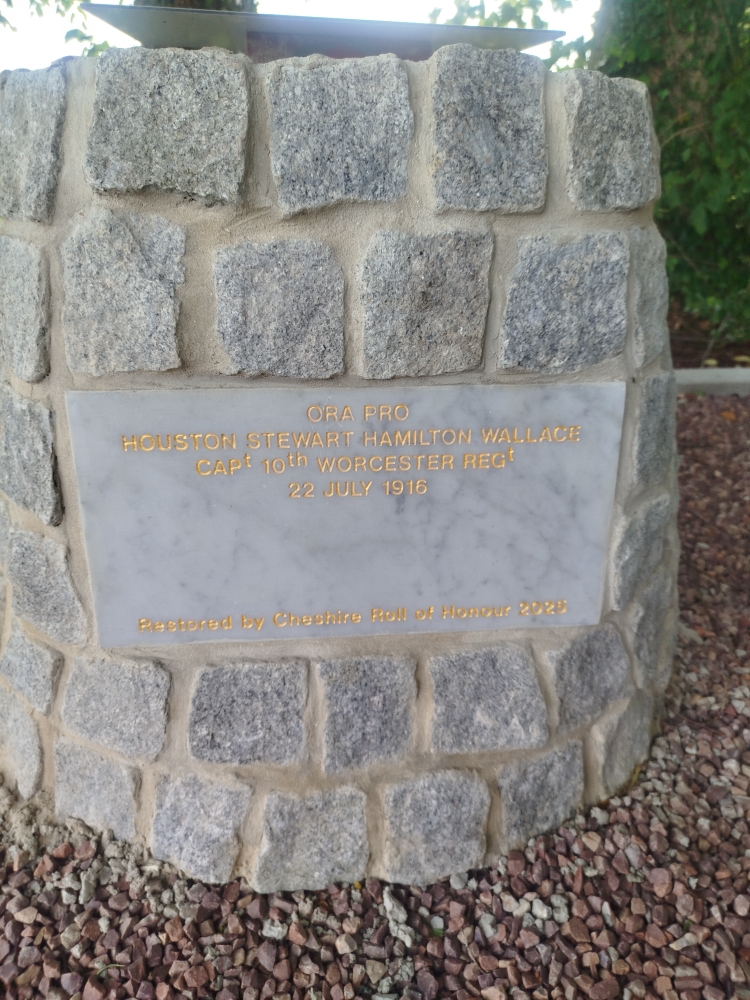 ORA PRO
HOUSTON STEWART HAMILTON WALLACE
CAPᵗ 10ᵗʰ WORCESTER REGᵗ
22 JULY 1916
Restored by Cheshire Roll of Honour 2025